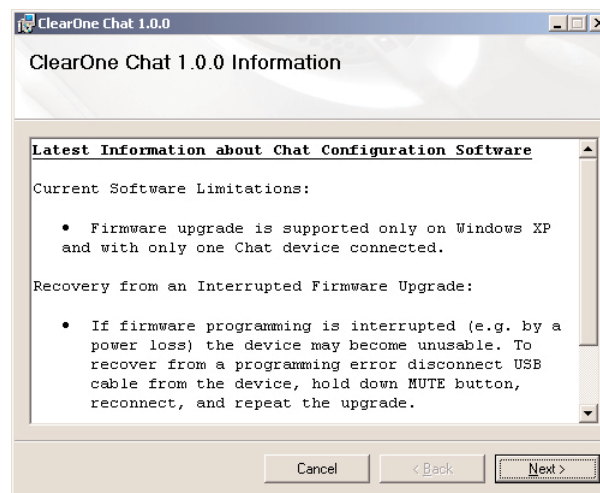 ClearOne Chat 1.0.0
ClearOne Chat 1.0.0 Information
Latest Information about Chat Configuration Software
Current Software Limitations:
• Firmware upgrade is supported only on Windows XP
and with only one Chat device connected.
Recovery from an Interrupted Firmware Upgrade:
• If firmware programming is interrupted (e.g. by a
power loss) the device may become unusable. To
recover from a programming error disconnect USB
cable from the device, hold down MUTE button,
reconnect, and repeat the upgrade.
Cancel < Back Next >